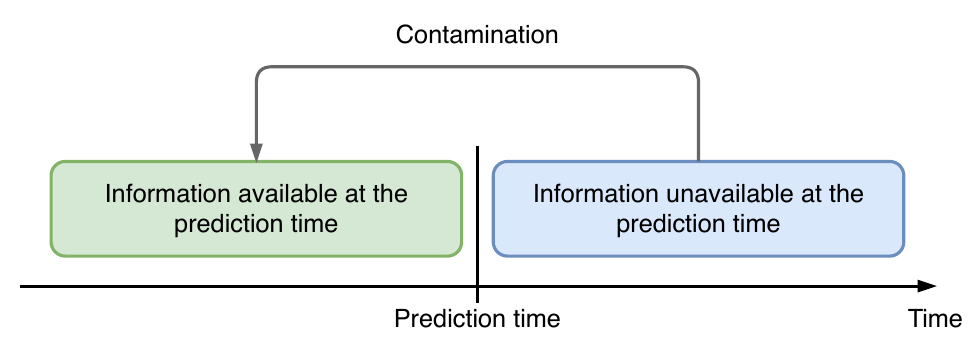 Contamination
Information available at the
prediction time
Information unavailable at the
prediction time
Prediction time
Time